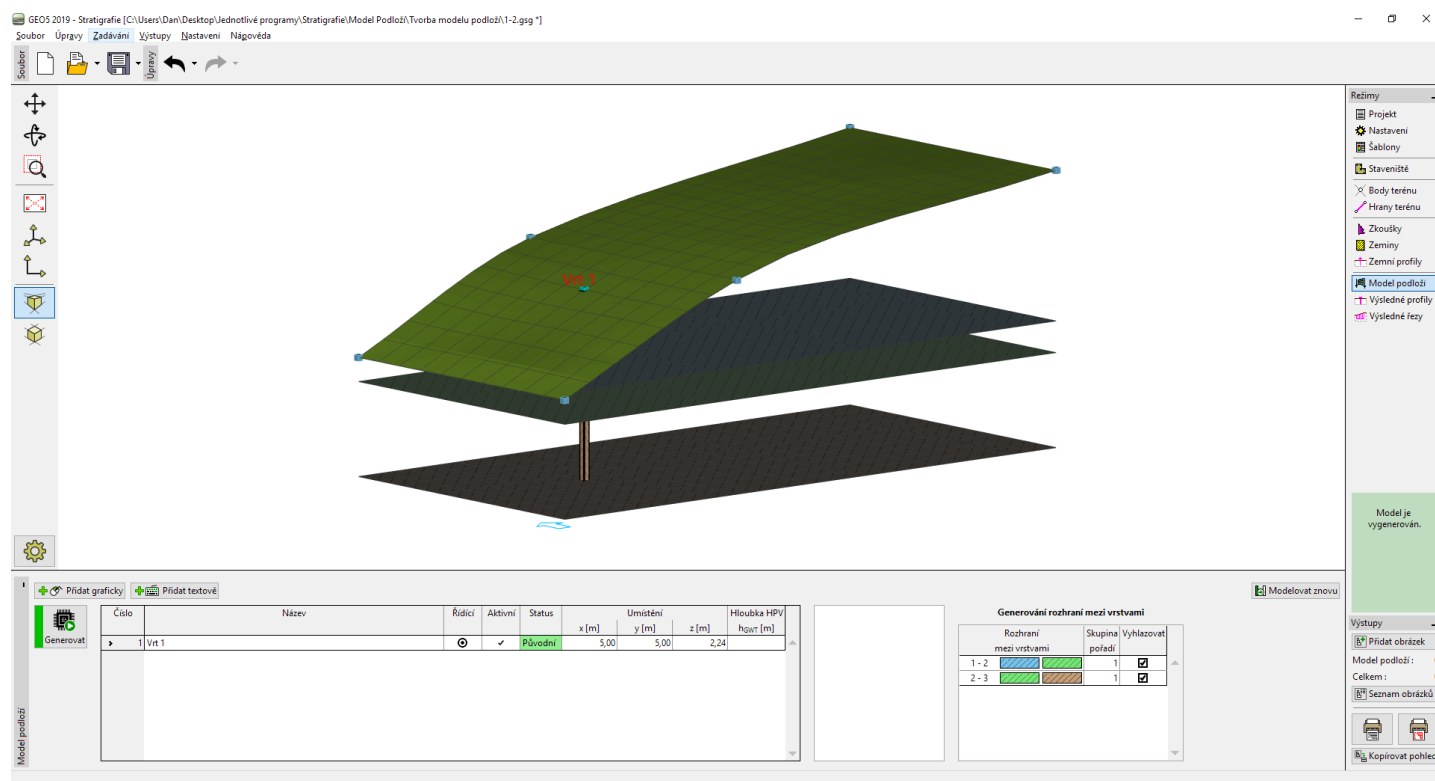 GEO5 2019 - Stratigrafie [C:\Users\Dan\Desktop\Jednotlivé programy\Stratigrafie\Model Podloží\Tvorba modelu podloží\1-2.gsg *]
Soubor Úpravy Zadávání Výstupy Nastavení Nápověda
Soubor
Úpravy
Vrt 1
Režimy
Projekt
Nastavení
Šablony
Staveniště
Body terénu
Hrany terénu
Zkoušky
Zeminy
Zemní profily
Model podloží
Výsledné profily
Výsledné řezy
Model je
vygenerován.
Výstupy
Přidat obrázek
Model podloží :
Celkem :
Seznam obrázků
Kopírovat pohled
Model podloží
Přidat graficky Přidat textově
Modelovat znovu
Generovat
Číslo Název Řídící Aktivní Status Umístění Hloubka HPV
x [m] y [m] z [m] hGWT [m]
1 Vrt 1 Původní 5,00 5,00 2,24
Generování rozhraní mezi vrstvami
Rozhraní Skupina Vyhlazovat
mezi vrstvami pořadí
1 - 2 1
2 - 3 1